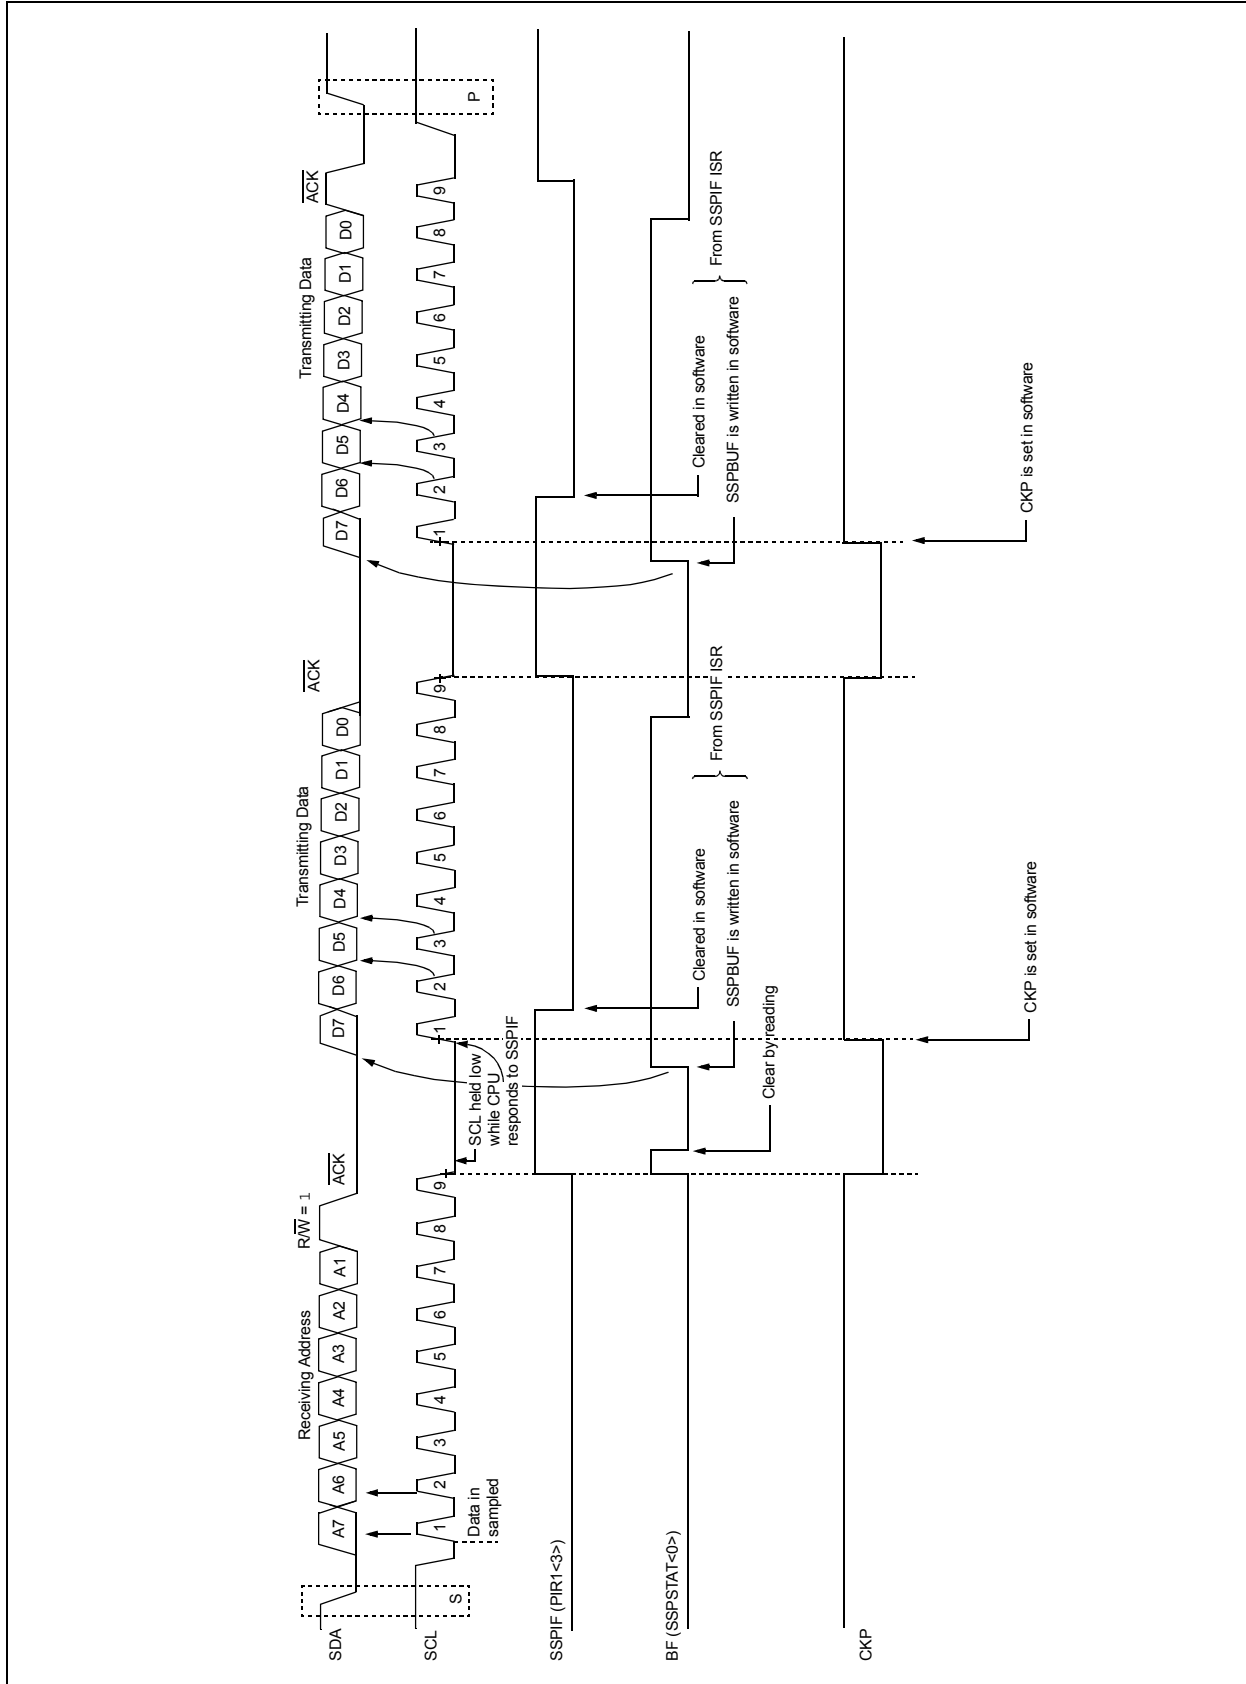 Receiving Address
R/W = 1
ACK
Transmitting Data
ACK
Transmitting Data
ACK
SDA
A7
A6
A5
A4
A3
A2
A1
D7
D6
D5
D4
D3
D2
D1
D0
D7
D6
D5
D4
D3
D2
D1
D0
SCL
S
1
2
3
4
5
6
7
8
9
1
2
3
4
5
6
7
8
9
1
2
3
4
5
6
7
8
9
P
Data in
sampled
SCL held low
while CPU
responds to SSPIF
SSPIF (PIR1<3>)
BF (SSPSTAT<0>)
Cleared in software
Cleared in software
SSPBUF is written in software
From SSPIF ISR
SSPBUF is written in software
From SSPIF ISR
Clear by reading
CKP
CKP is set in software
CKP is set in software